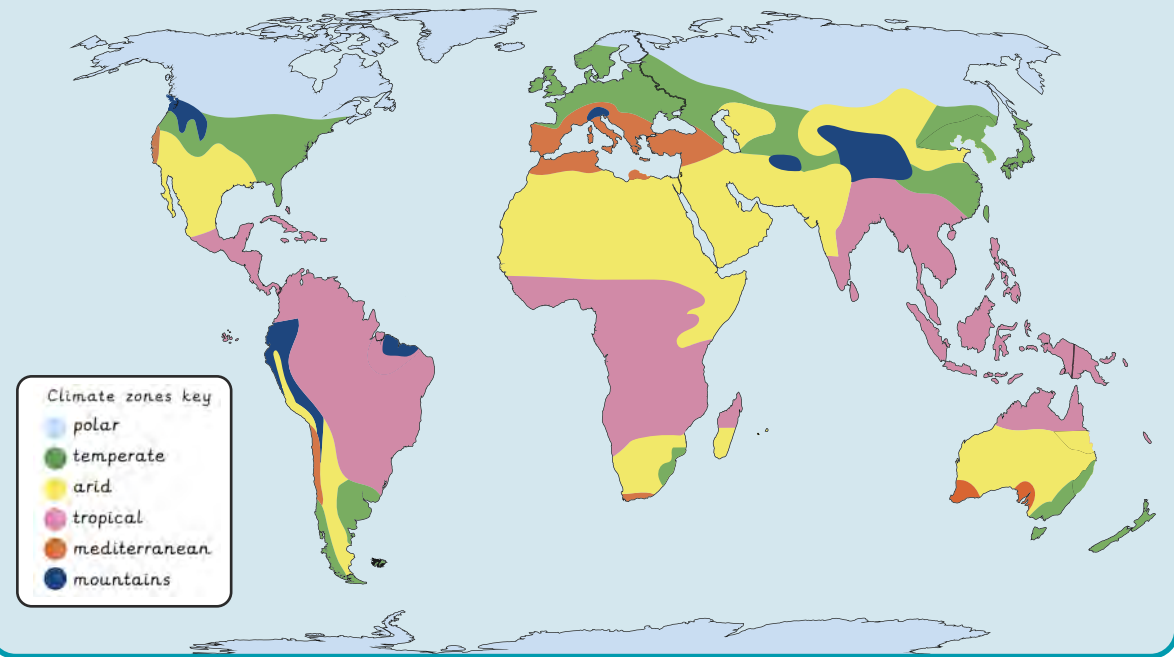 Climate zones key
polar
temperate
arid
tropical
mediterranean
mountains